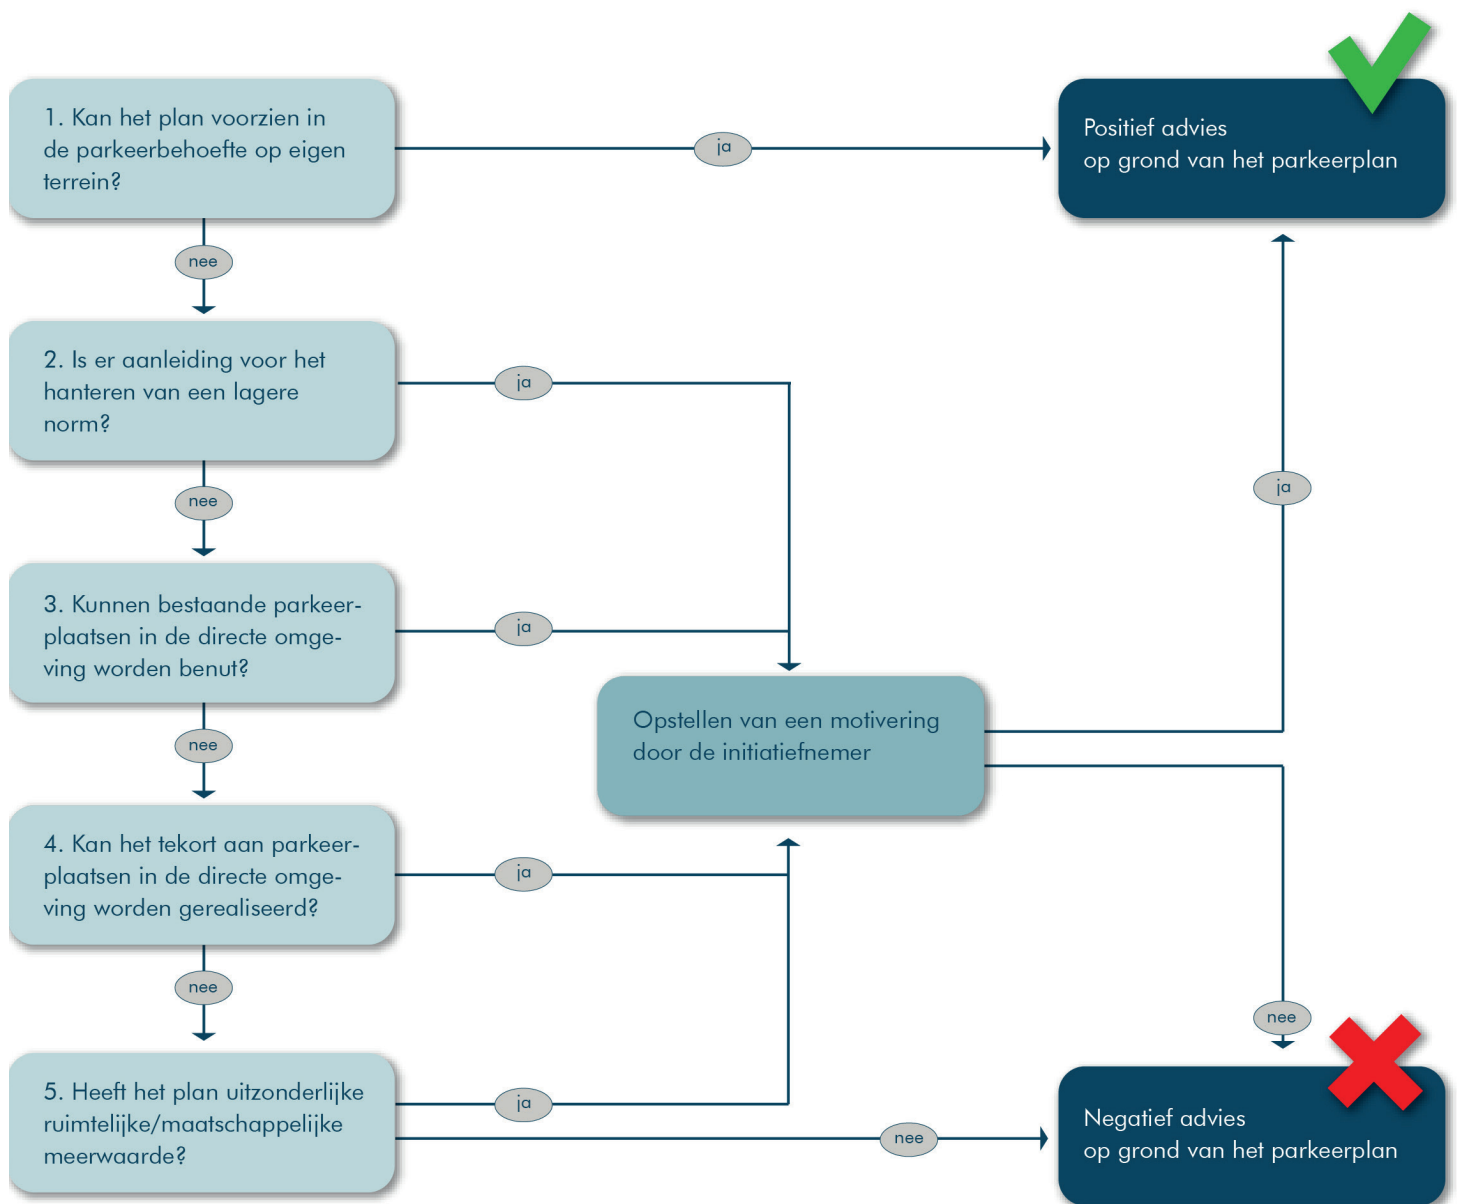 1. Kan het plan voorzien in
de parkeerbehoefte op eigen
terrein?
ja
Positief advies
op grond van het parkeerplan
nee
2. Is er aanleiding voor het
hanteren van een lagere
norm?
ja
nee
3. Kunnen bestaande parkeer-
plaatsen in de directe omge-
ving worden benut?
ja
nee
Opstellen van een motivering
door de initiatiefnemer
ja
4. Kan het tekort aan parkeer-
plaatsen in de directe omge-
ving worden gerealiseerd?
ja
nee
nee
5. Heeft het plan uitzonderlijke
ruimtelijke/maatschappelijke
meerwaarde?
ja
nee
Negatief advies
op grond van het parkeerplan